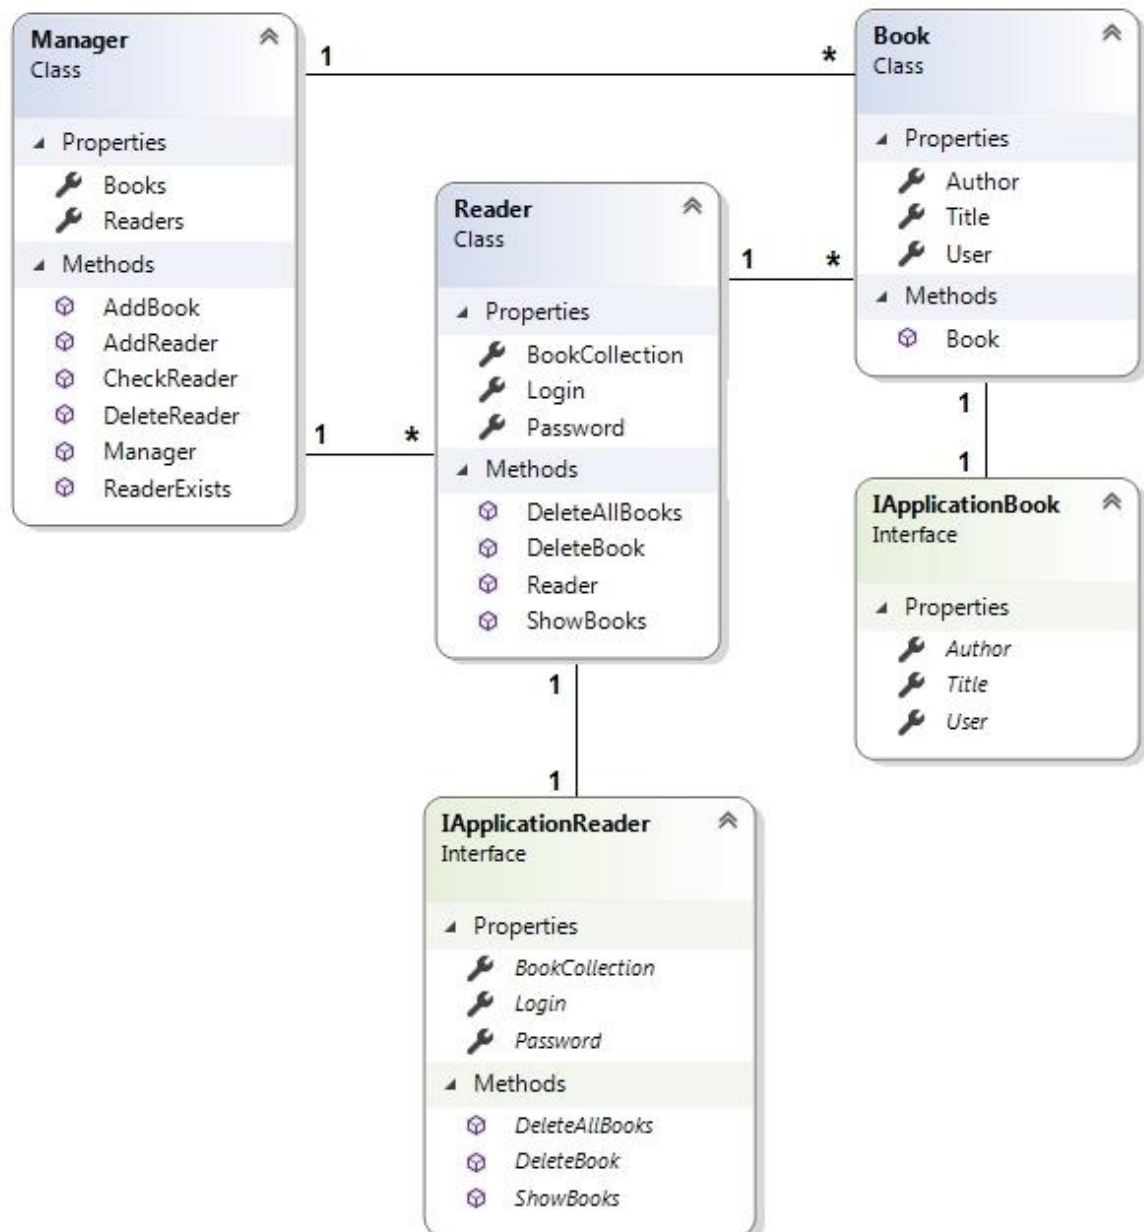 Manager
Class
Properties
Books
Readers
Methods
AddBook
AddReader
CheckReader
DeleteReader
Manager
ReaderExists
1
*
1
*
Book
Class
Properties
Author
Title
User
Methods
Book
Reader
Class
Properties
BookCollection
Login
Password
Methods
DeleteAllBooks
DeleteBook
Reader
ShowBooks
1
*
1
1
IApplicationBook
Interface
Properties
Author
Title
User
1
1
IApplicationReader
Interface
Properties
BookCollection
Login
Password
Methods
DeleteAllBooks
DeleteBook
ShowBooks